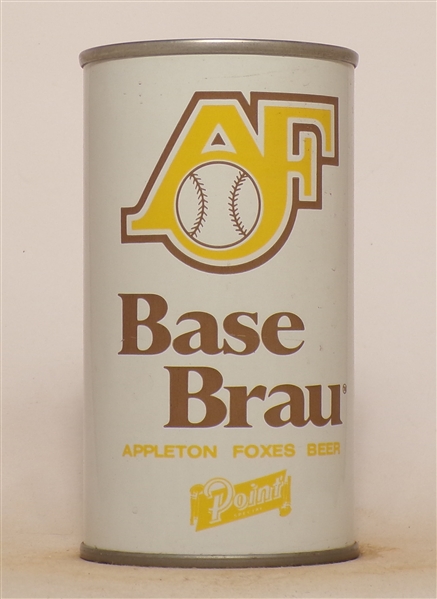 AF
Base
Brau®
APPLETON FOXES BEER
Point